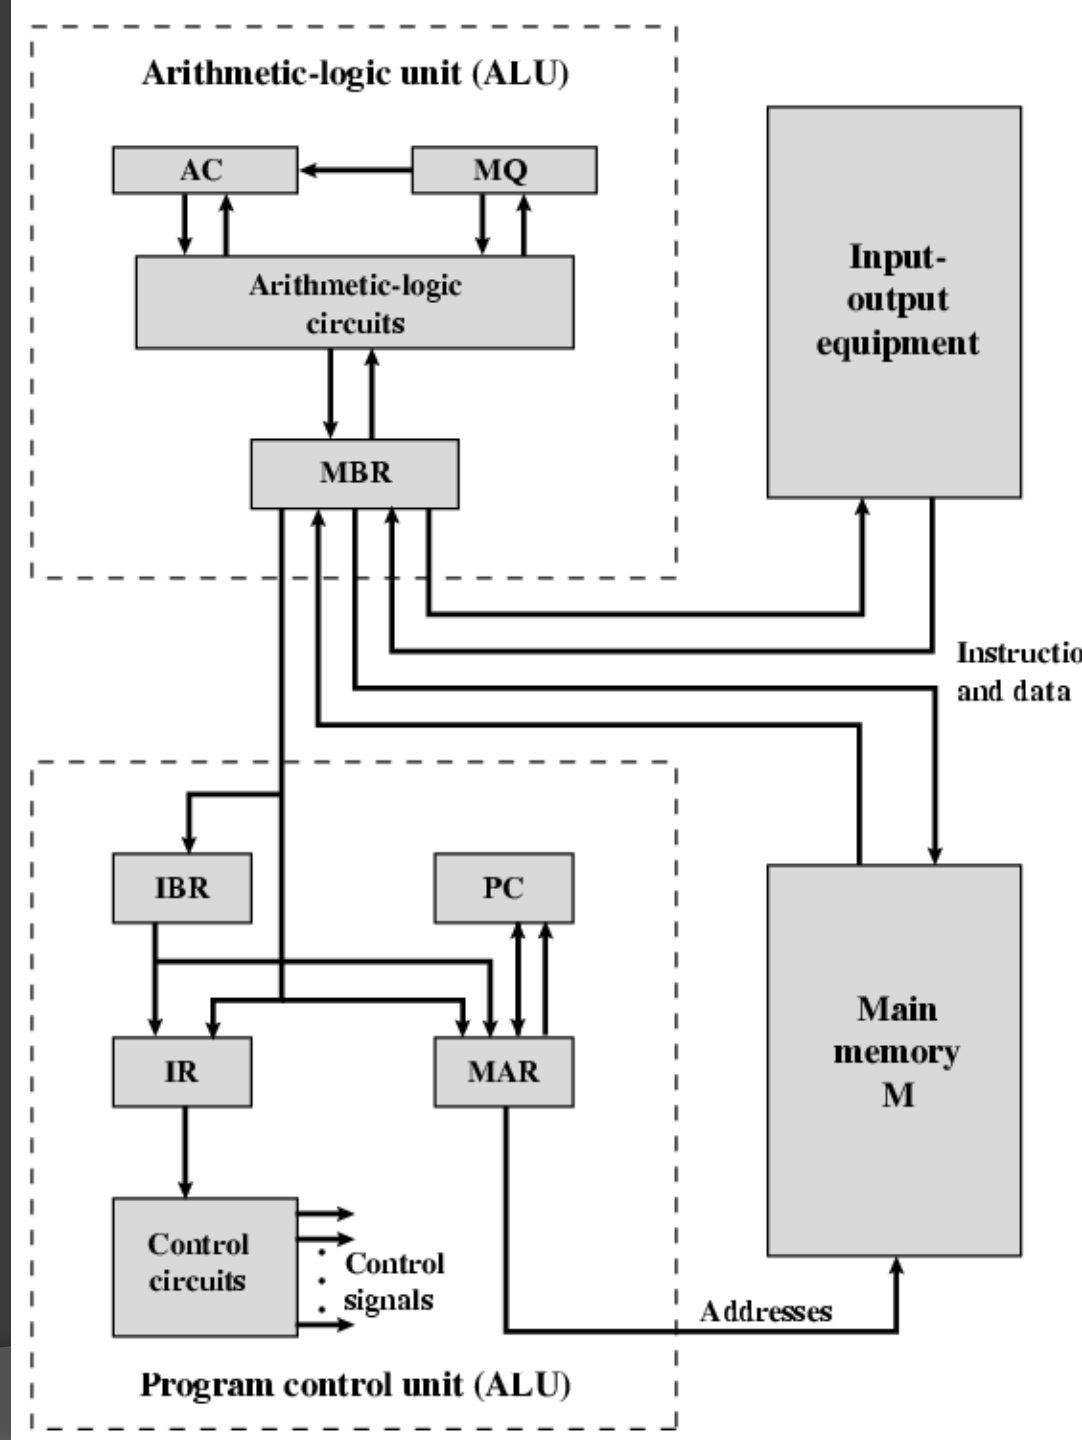 Arithmetic-logic unit (ALU)
AC
MQ
Arithmetic-logic
circuits
MBR
Input-
output
equipment
Instructio
and data
IBR
PC
IR
MAR
Main
memory
M
Control
circuits
Control
signals
Addresses
Program control unit (ALU)